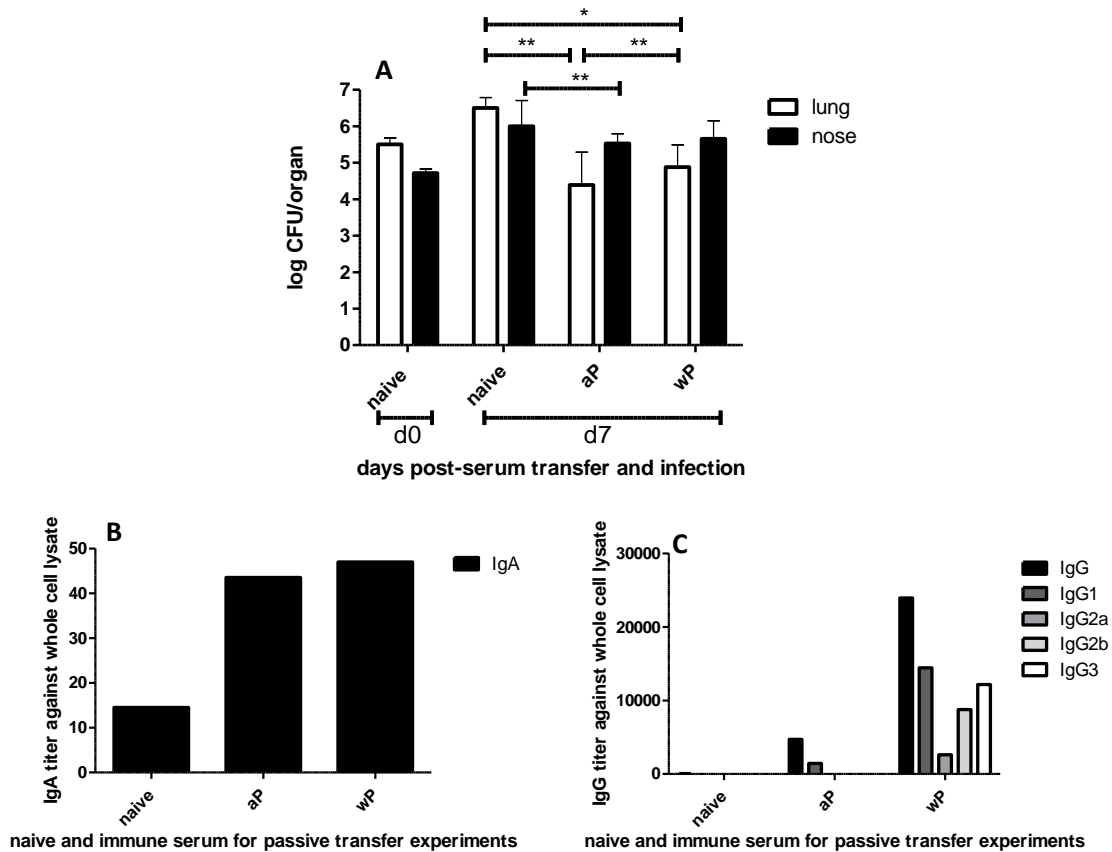 *
** **
A
**
7
6
5
4
3
2
1
0
log CFU/organ
lung
nose
naive naive aP wP
d0 d7
days post-serum transfer and infection
B
IgA titer against whole cell lysate
50
40
30
20
10
0
IgA
naive aP wP
naive and immune serum for passive transfer experiments
C
IgG titer against whole cell lysate
30000
20000
10000
0
IgG
IgG1
IgG2a
IgG2b
IgG3
naive aP wP
naive and immune serum for passive transfer experiments